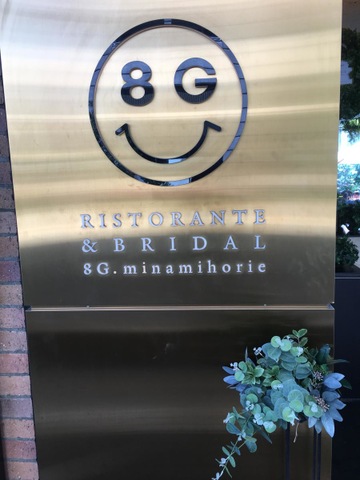 8G
RISTORANTE
& BRIDAL
8G.minamihorie